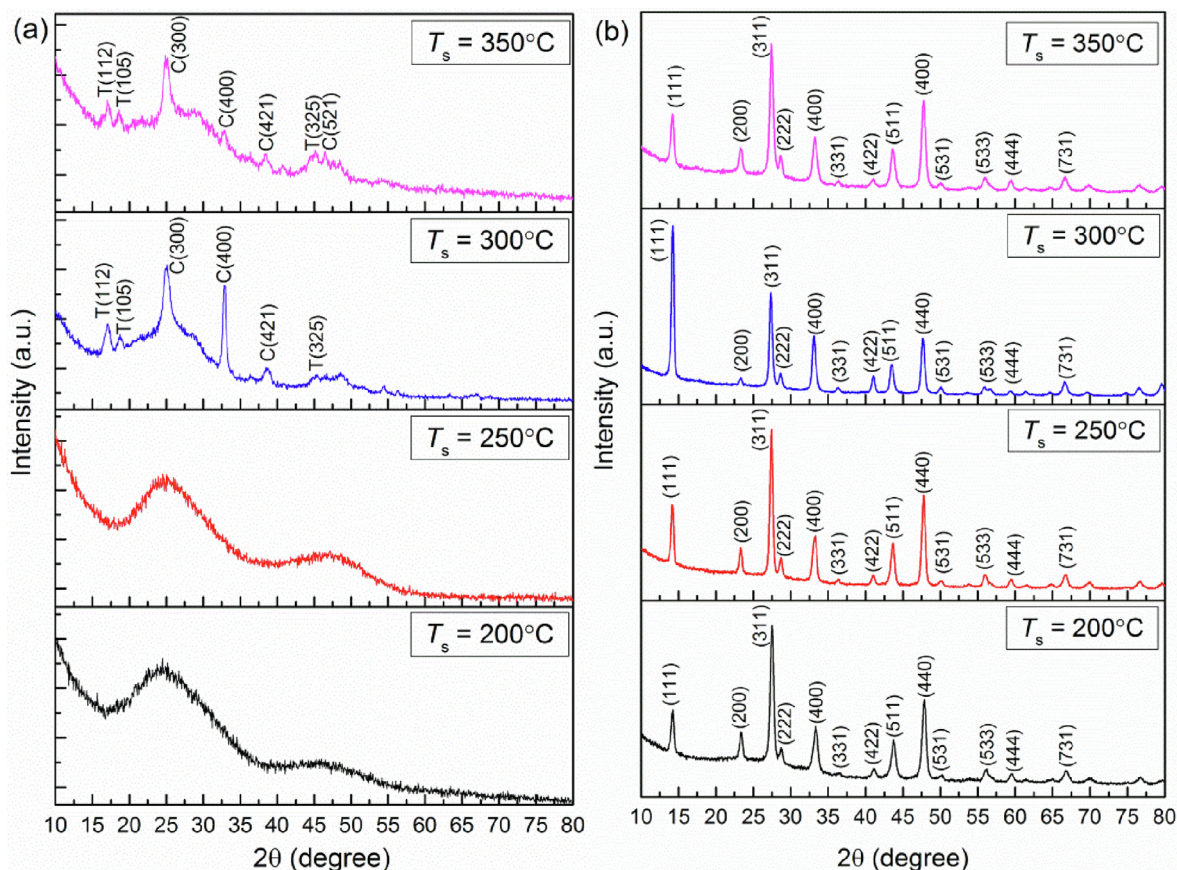 (a)
Intensity (a.u.)
T(112)
T(105)
C(300)
C(400)
C(421)
T(325)
C(521)
Ts = 350°C
T(112)
T(105)
C(300)
C(400)
C(421)
T(325)
Ts = 300°C
Ts = 250°C
Ts = 200°C
10 15 20 25 30 35 40 45 50 55 60 65 70 75 80
2θ (degree)
(b)
Intensity (a.u.)
(111)
(200)
(311)
(222)
(400)
(331)
(422)
(511)
(400)
(531)
(533)
(444)
(731)
Ts = 350°C
(111)
(200)
(311)
(222)
(400)
(331)
(422)
(511)
(440)
(531)
(533)
(444)
(731)
Ts = 300°C
(111)
(200)
(311)
(222)
(400)
(331)
(422)
(511)
(440)
(531)
(533)
(444)
(731)
Ts = 250°C
(111)
(200)
(311)
(222)
(400)
(331)
(422)
(511)
(440)
(531)
(533)
(444)
(731)
Ts = 200°C
10 15 20 25 30 35 40 45 50 55 60 65 70 75 80
2θ (degree)